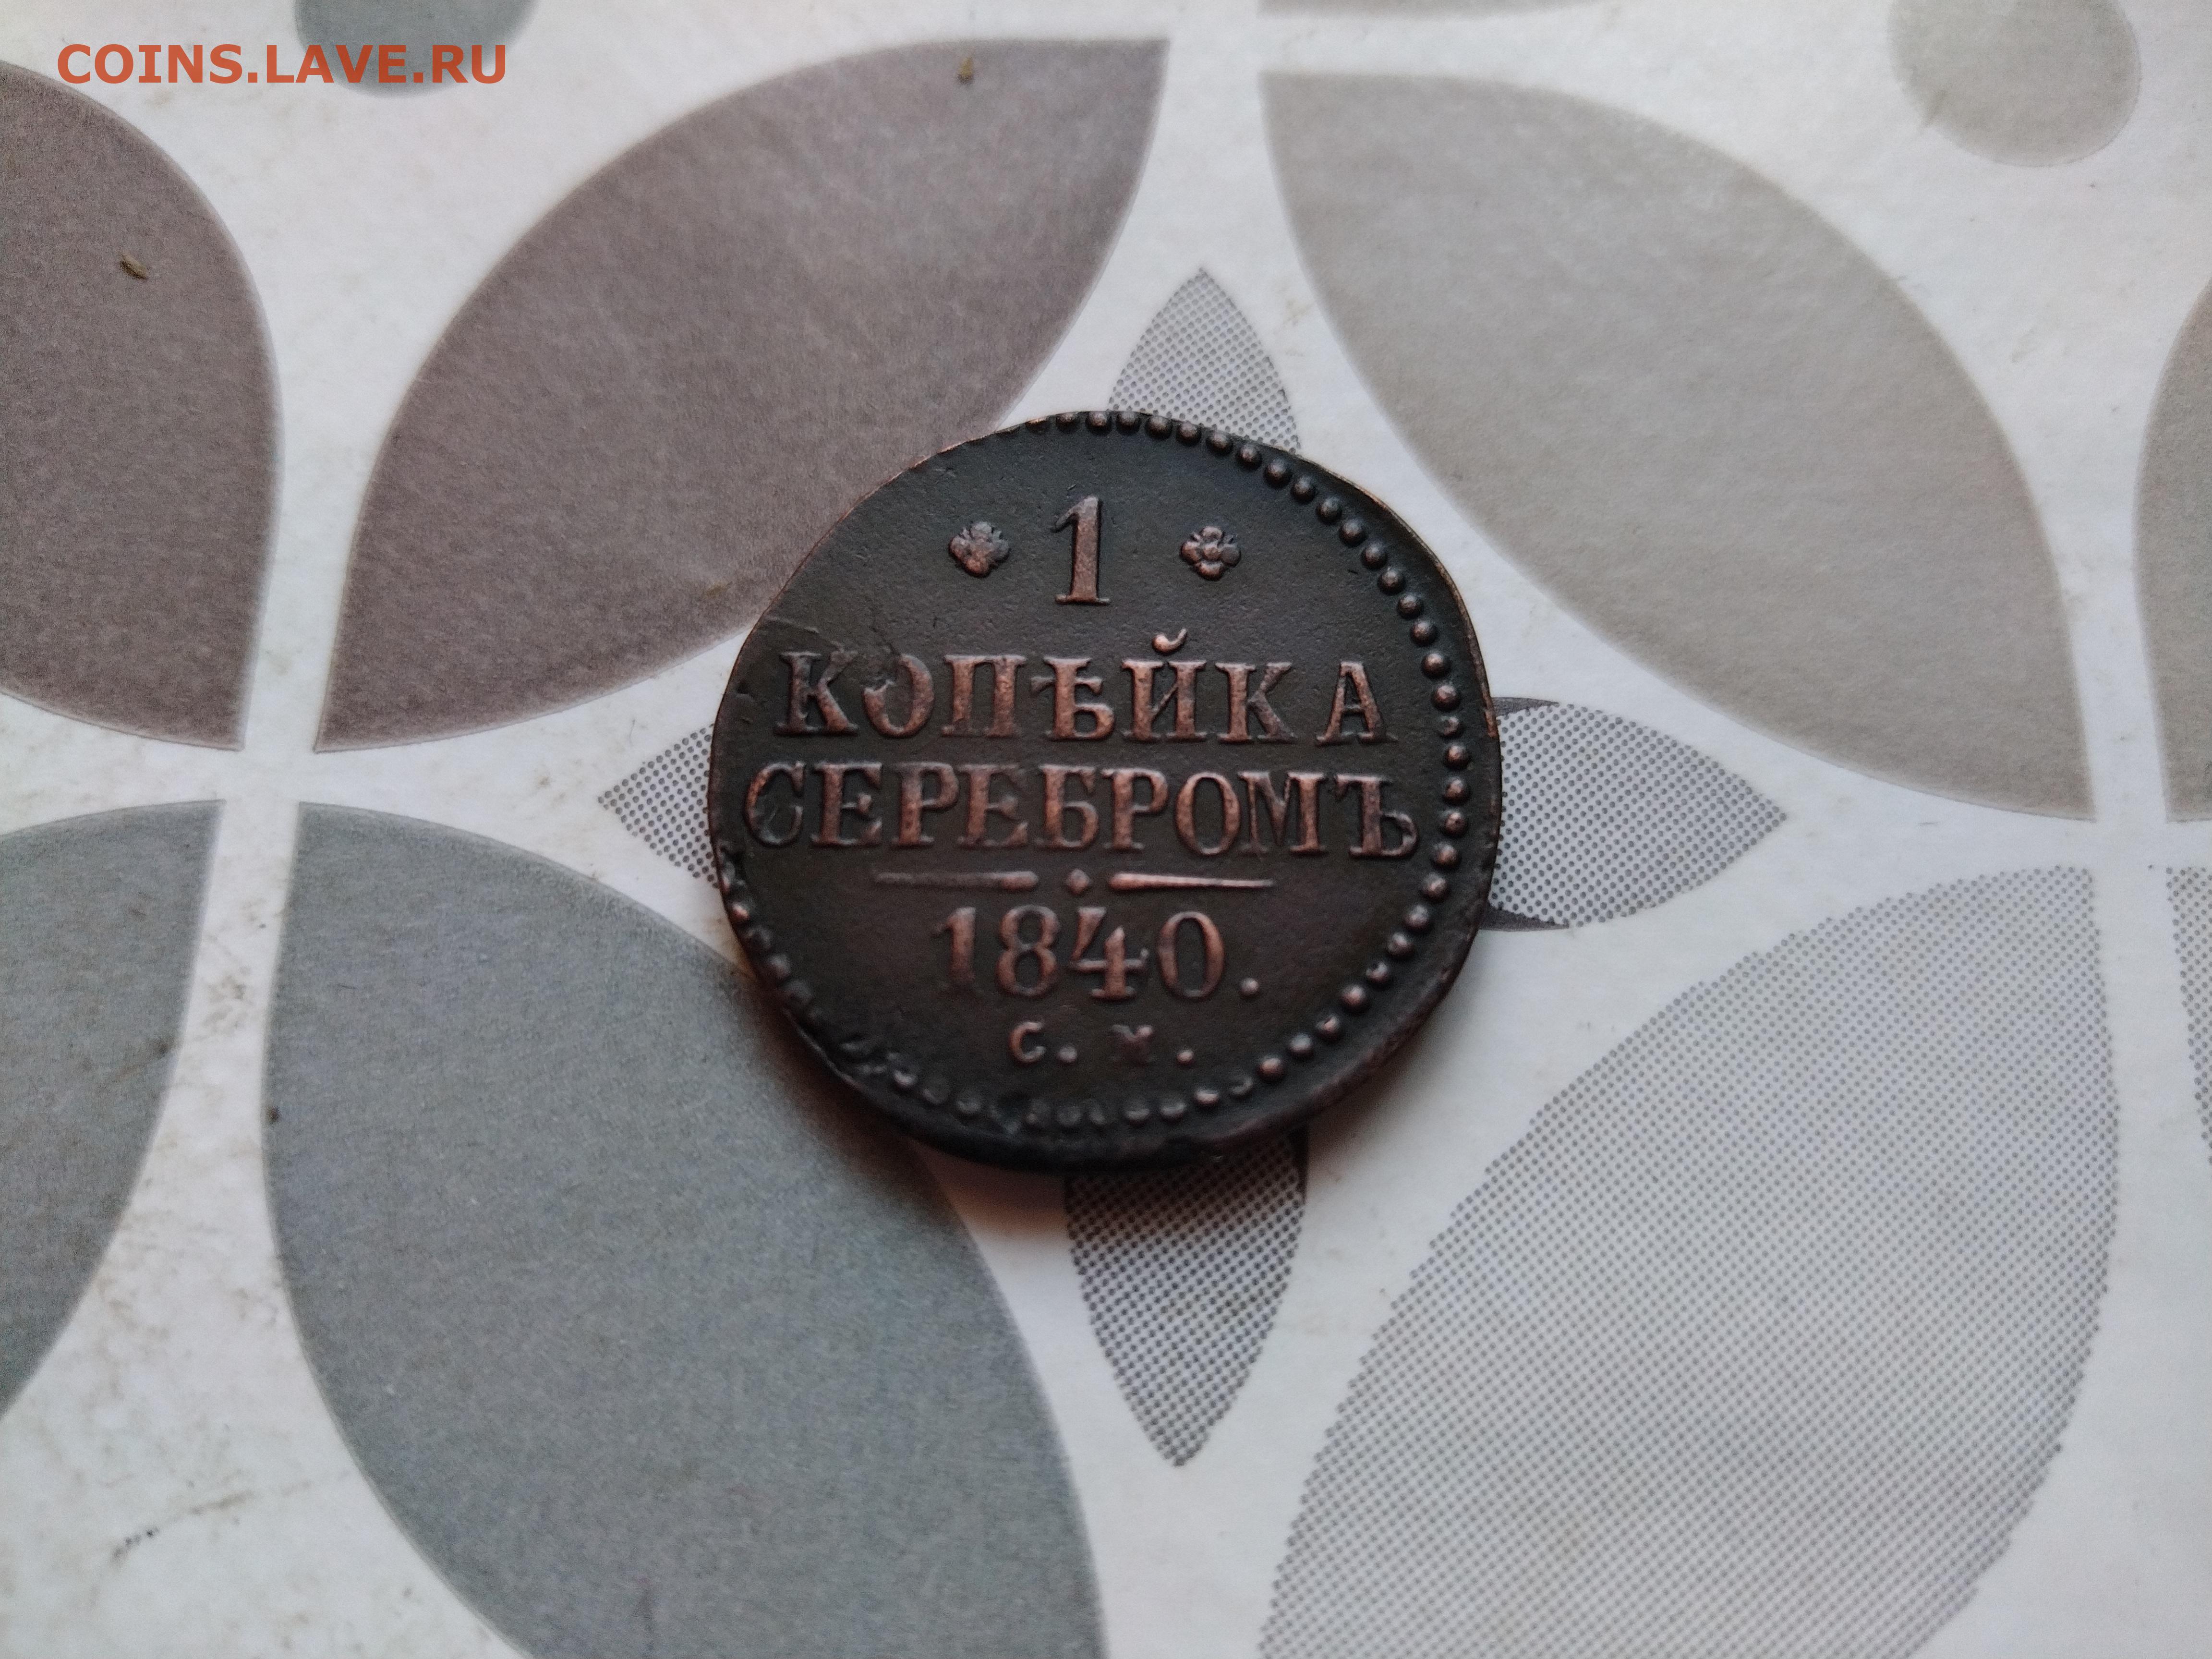 COINS.LAVE.RU
1
КОПѢЙКА
СЕРЕБРОМЪ
1840.
С. М.